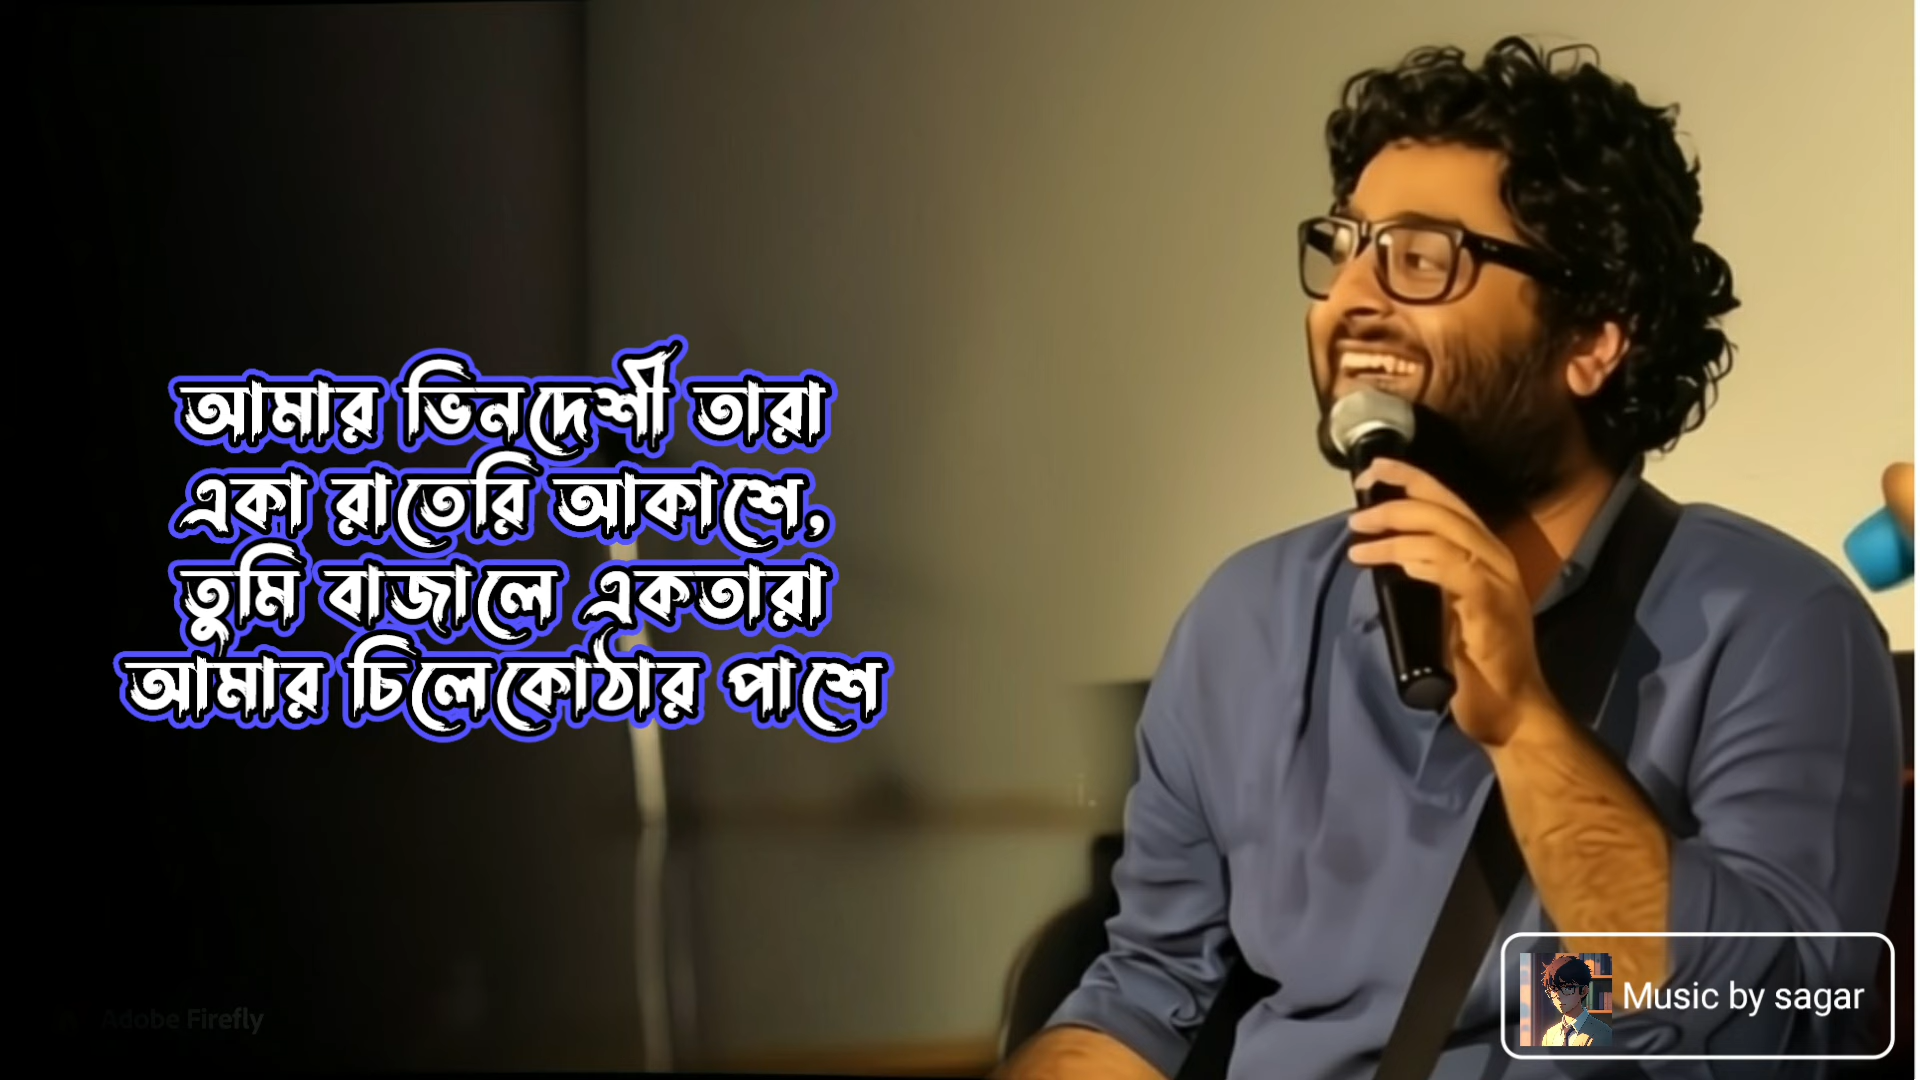 আমার ভিনদেশী তারা
একা রাতেরি আকাশে,
তুমি বাজালে একতারা
আমার চিলেকোঠার পাশে
Music by sagar
Adobe Firefly